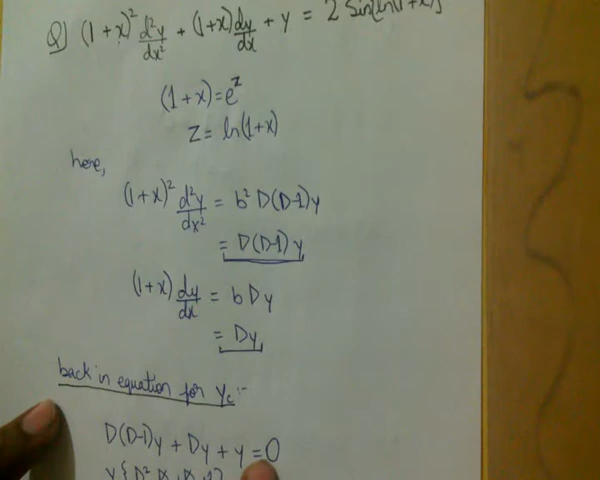 Q) (1+x)² d²y/dx² + (1+x) dy/dx + y = 2 Sin[ln(1+x)]
(1+x) = e^z
z = ln(1+x)
here,
(1+x)² d²y/dx² = b² D(D-1)y
= D(D-1)y
(1+x) dy/dx = b Dy
= Dy
back in equation for Yc :-
D(D-1)y + Dy + y = 0